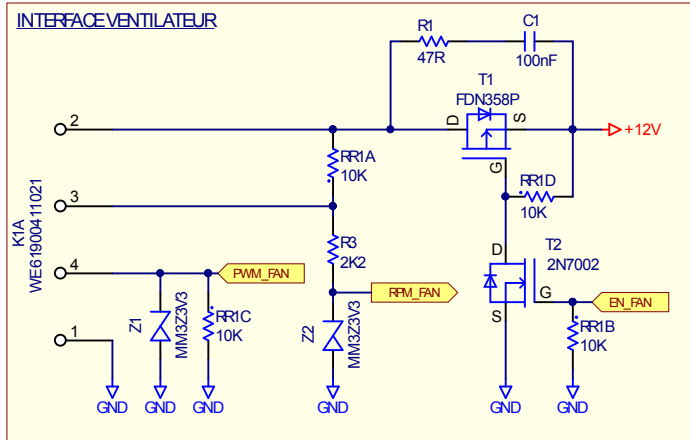 INTERFACE VENTILATEUR
R1
47R
C1
100nF
T1
FDN358P
D
S
G
+12V
2
RR1A
10K
RR1D
10K
3
K1A
WE61900411021
R3
2K2
T2
2N7002
D
G
S
4
PWM_FAN
RPM_FAN
EN_FAN
Z1
MM3Z3V3
RR1C
10K
Z2
MM3Z3V3
RR1B
10K
1
GND
GND
GND
GND
GND
GND